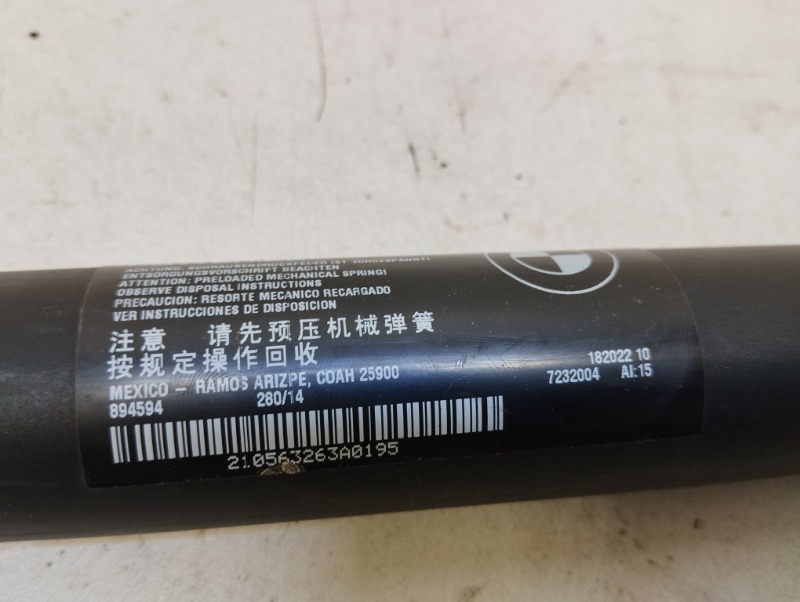 ACHTUNG: SCHRAUBENDRUCKFEDER IST VORGESPANNT!
ENTSORGUNGSVORSCHRIFT BEACHTEN
ATTENTION: PRELOADED MECHANICAL SPRING!
OBSERVE DISPOSAL INSTRUCTIONS
PRECAUCION: RESORTE MECANICO RECARGADO
VER INSTRUCCIONES DE DISPOSICION
注意 请先预压机械弹簧
按规定操作回收
MEXICO - RAMOS ARIZPE, COAH 25900
182022 10
894594 280/14
7232004 AI:15
210563263A0195